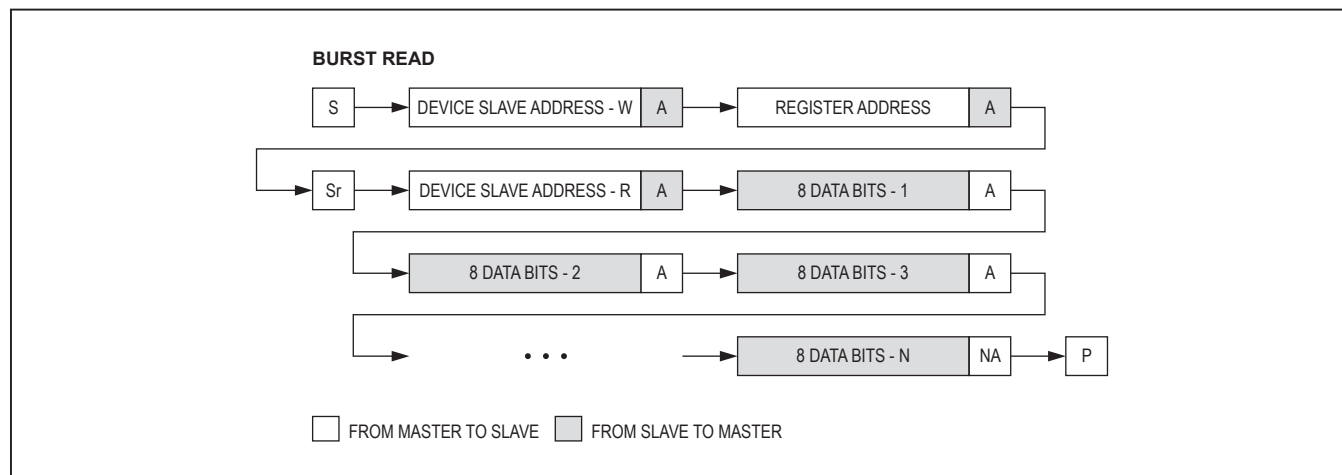 BURST READ
S DEVICE SLAVE ADDRESS - W A REGISTER ADDRESS A
Sr DEVICE SLAVE ADDRESS - R A 8 DATA BITS - 1 A
8 DATA BITS - 2 A 8 DATA BITS - 3 A
• • • 8 DATA BITS - N NA P
FROM MASTER TO SLAVE FROM SLAVE TO MASTER